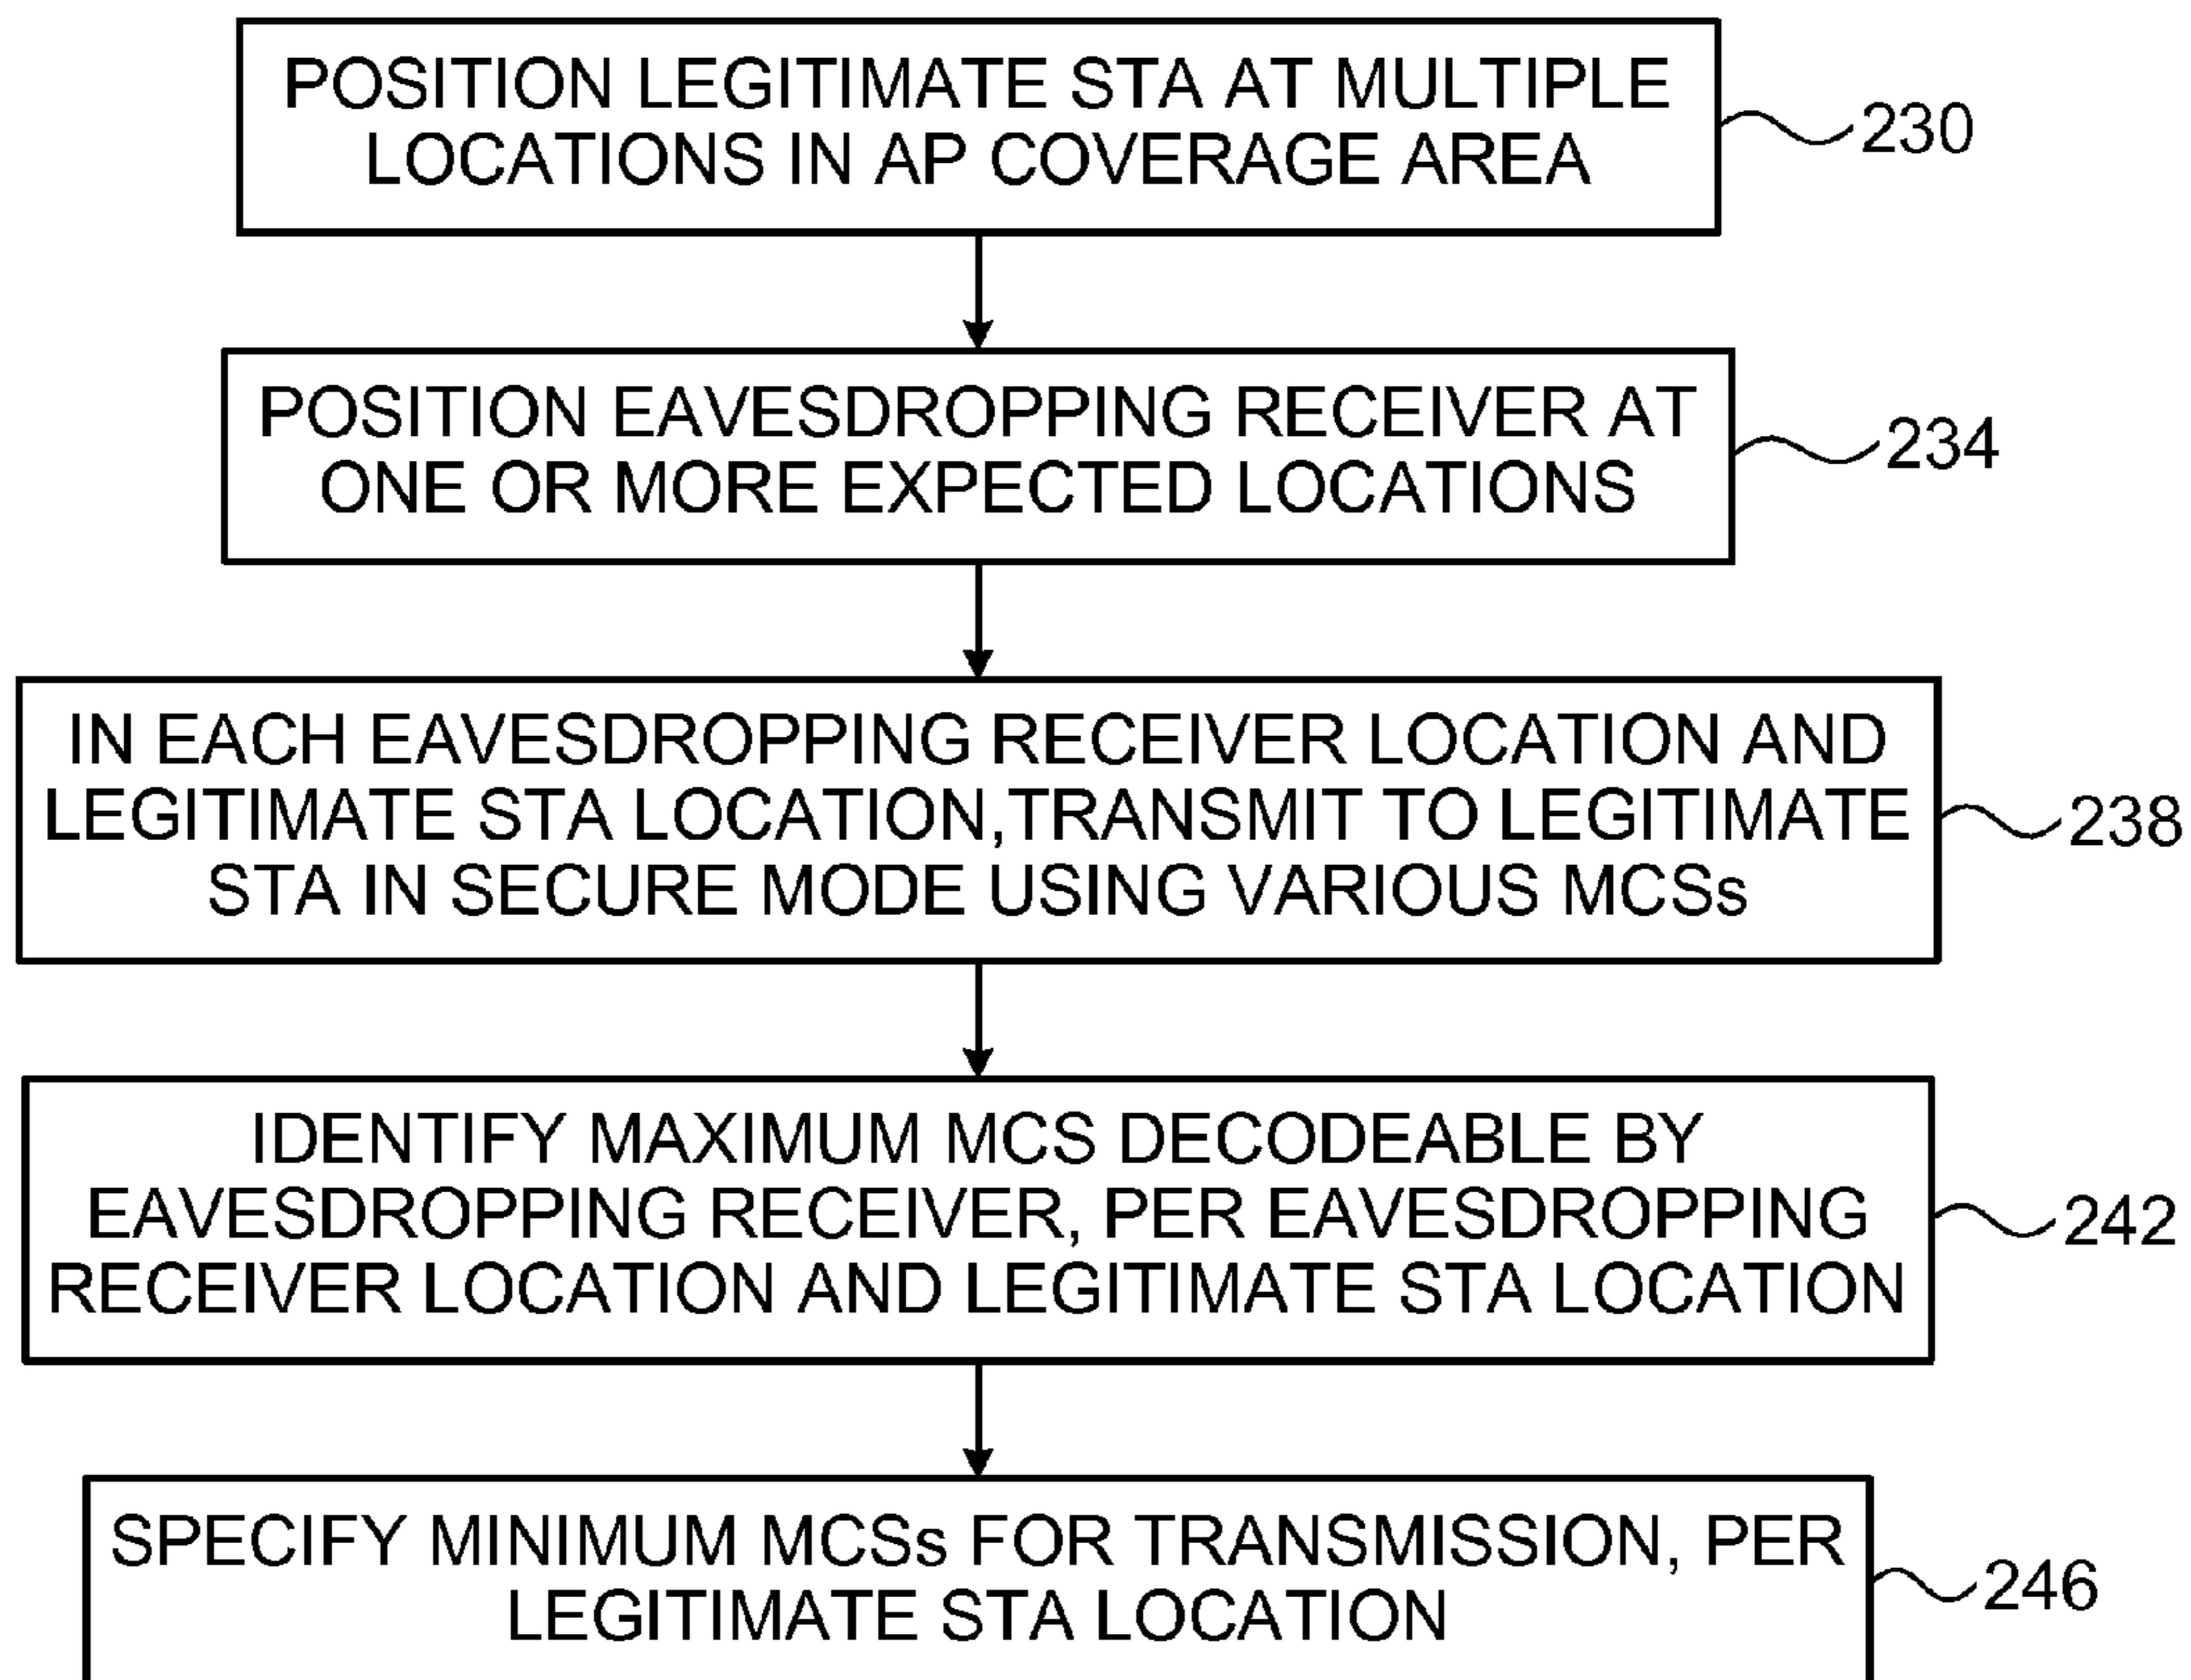 POSITION LEGITIMATE STA AT MULTIPLE
LOCATIONS IN AP COVERAGE AREA
230
POSITION EAVESDROPPING RECEIVER AT
ONE OR MORE EXPECTED LOCATIONS
234
IN EACH EAVESDROPPING RECEIVER LOCATION AND
LEGITIMATE STA LOCATION,TRANSMIT TO LEGITIMATE
STA IN SECURE MODE USING VARIOUS MCSs
238
IDENTIFY MAXIMUM MCS DECODEABLE BY
EAVESDROPPING RECEIVER, PER EAVESDROPPING
RECEIVER LOCATION AND LEGITIMATE STA LOCATION
242
SPECIFY MINIMUM MCSs FOR TRANSMISSION, PER
LEGITIMATE STA LOCATION
246